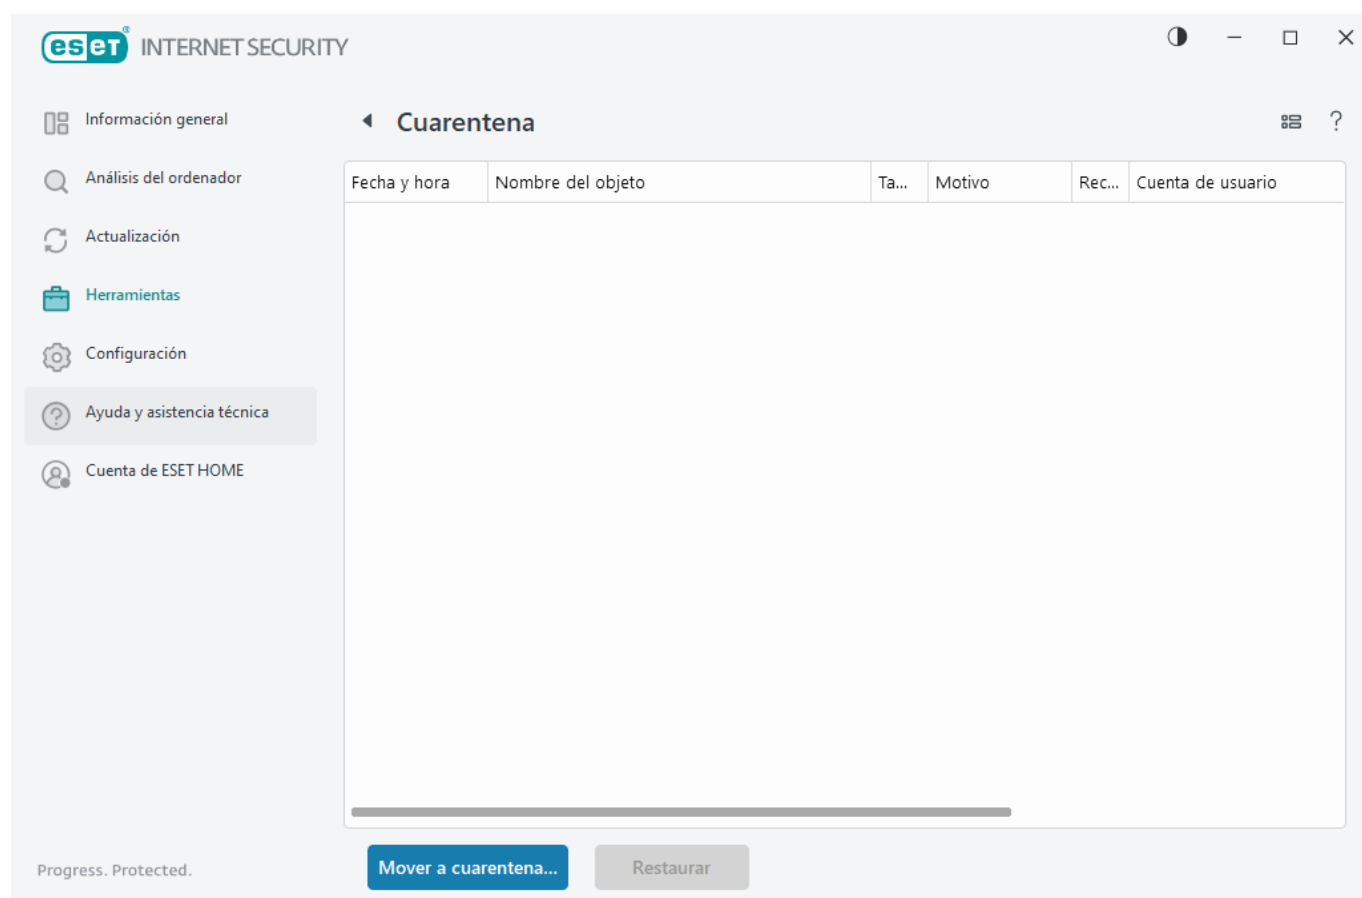 eset® INTERNET SECURITY
Información general
Análisis del ordenador
Actualización
Herramientas
Configuración
Ayuda y asistencia técnica
Cuenta de ESET HOME
Progress. Protected.
Cuarentena
?
Fecha y hora Nombre del objeto Ta... Motivo Rec... Cuenta de usuario
Mover a cuarentena... Restaurar